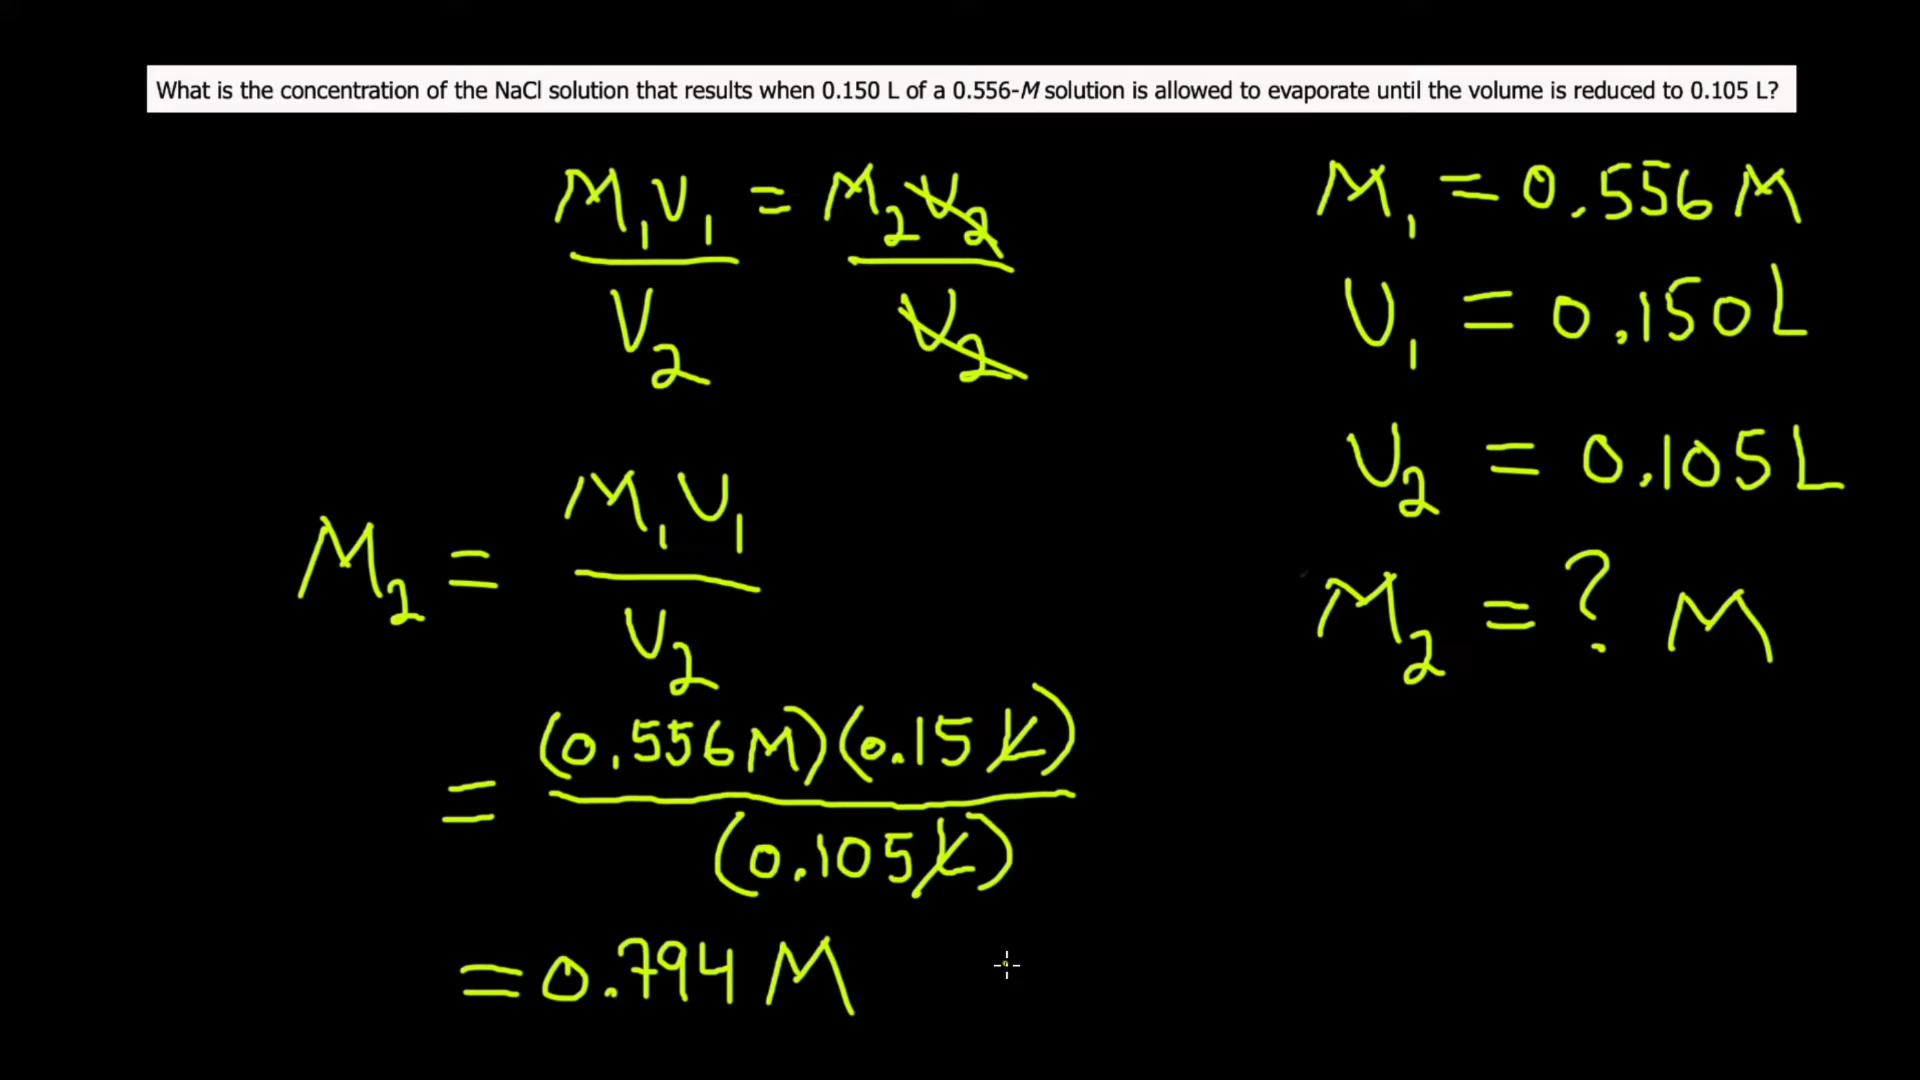 What is the concentration of the NaCl solution that results when 0.150 L of a 0.556-M solution is allowed to evaporate until the volume is reduced to 0.105 L?
M₁V₁ = M₂V₂
V₂ V₂
M₂ = M₁V₁
V₂
= (0.556M)(0.15 L)
(0.105 L)
= 0.794 M
M₁ = 0.556 M
V₁ = 0.150 L
V₂ = 0.105 L
M₂ = ? M